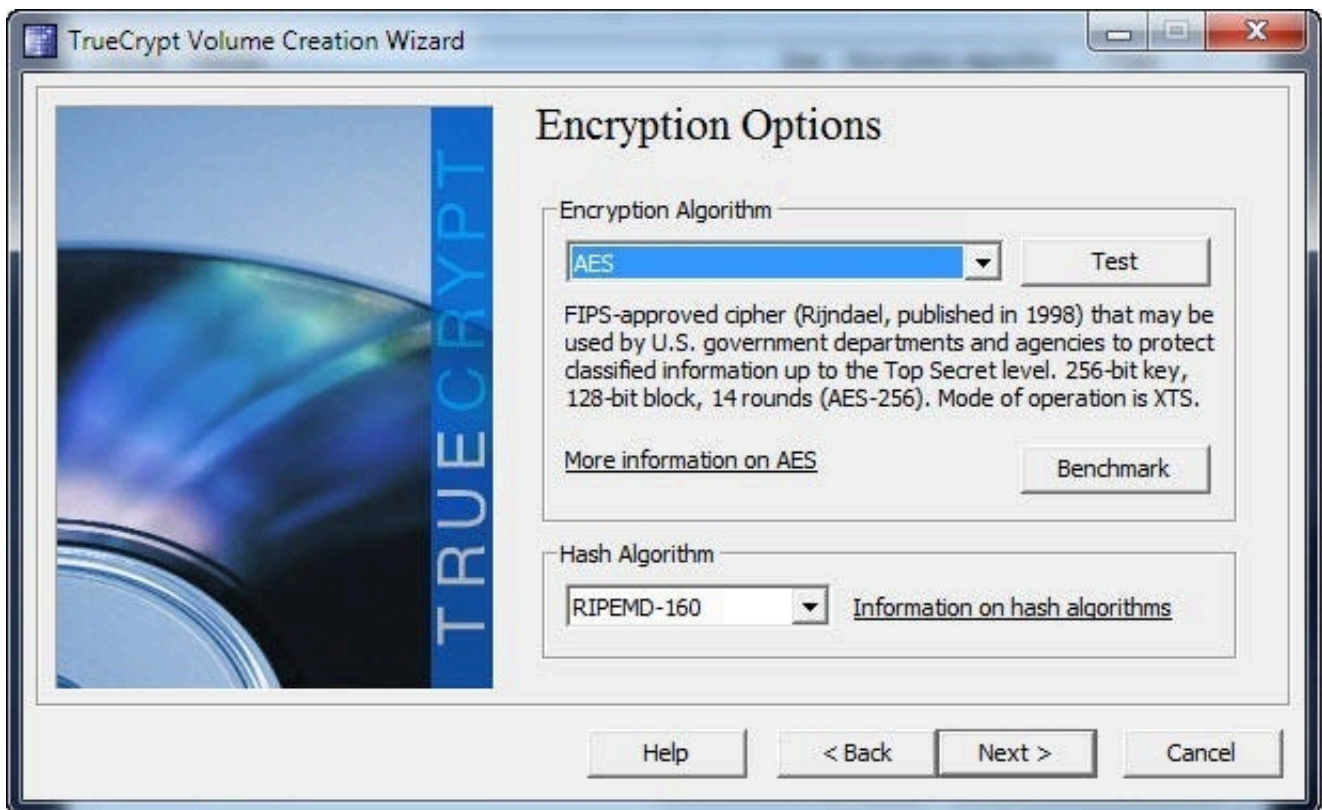 TrueCrypt Volume Creation Wizard
TRUECRYPT
Encryption Options
Encryption Algorithm
AES
Test
FIPS-approved cipher (Rijndael, published in 1998) that may be
used by U.S. government departments and agencies to protect
classified information up to the Top Secret level. 256-bit key,
128-bit block, 14 rounds (AES-256). Mode of operation is XTS.
More information on AES
Benchmark
Hash Algorithm
RIPEMD-160
Information on hash algorithms
Help
< Back
Next >
Cancel